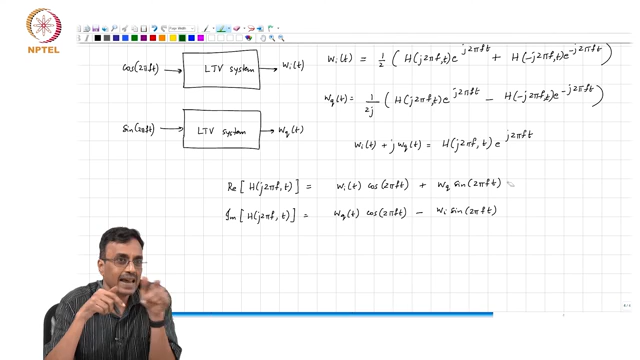 NPTEL
cos(2πft) → LTV system → wi(t)
wi(t) = 1/2 ( H(j2πf,t) e^{j2πft} + H(-j2πf,t) e^{-j2πft} )
wq(t) = 1/2j ( H(j2πf,t) e^{j2πft} - H(-j2πf,t) e^{-j2πft} )
sin(2πft) → LTV system → wq(t)
wi(t) + j wq(t) = H(j2πf, t) e^{j2πft}
Re [ H(j2πf, t) ] = wi(t) cos(2πft) + wq sin(2πft)
Im [ H(j2πf, t) ] = wq(t) cos(2πft) - wi sin(2πft)